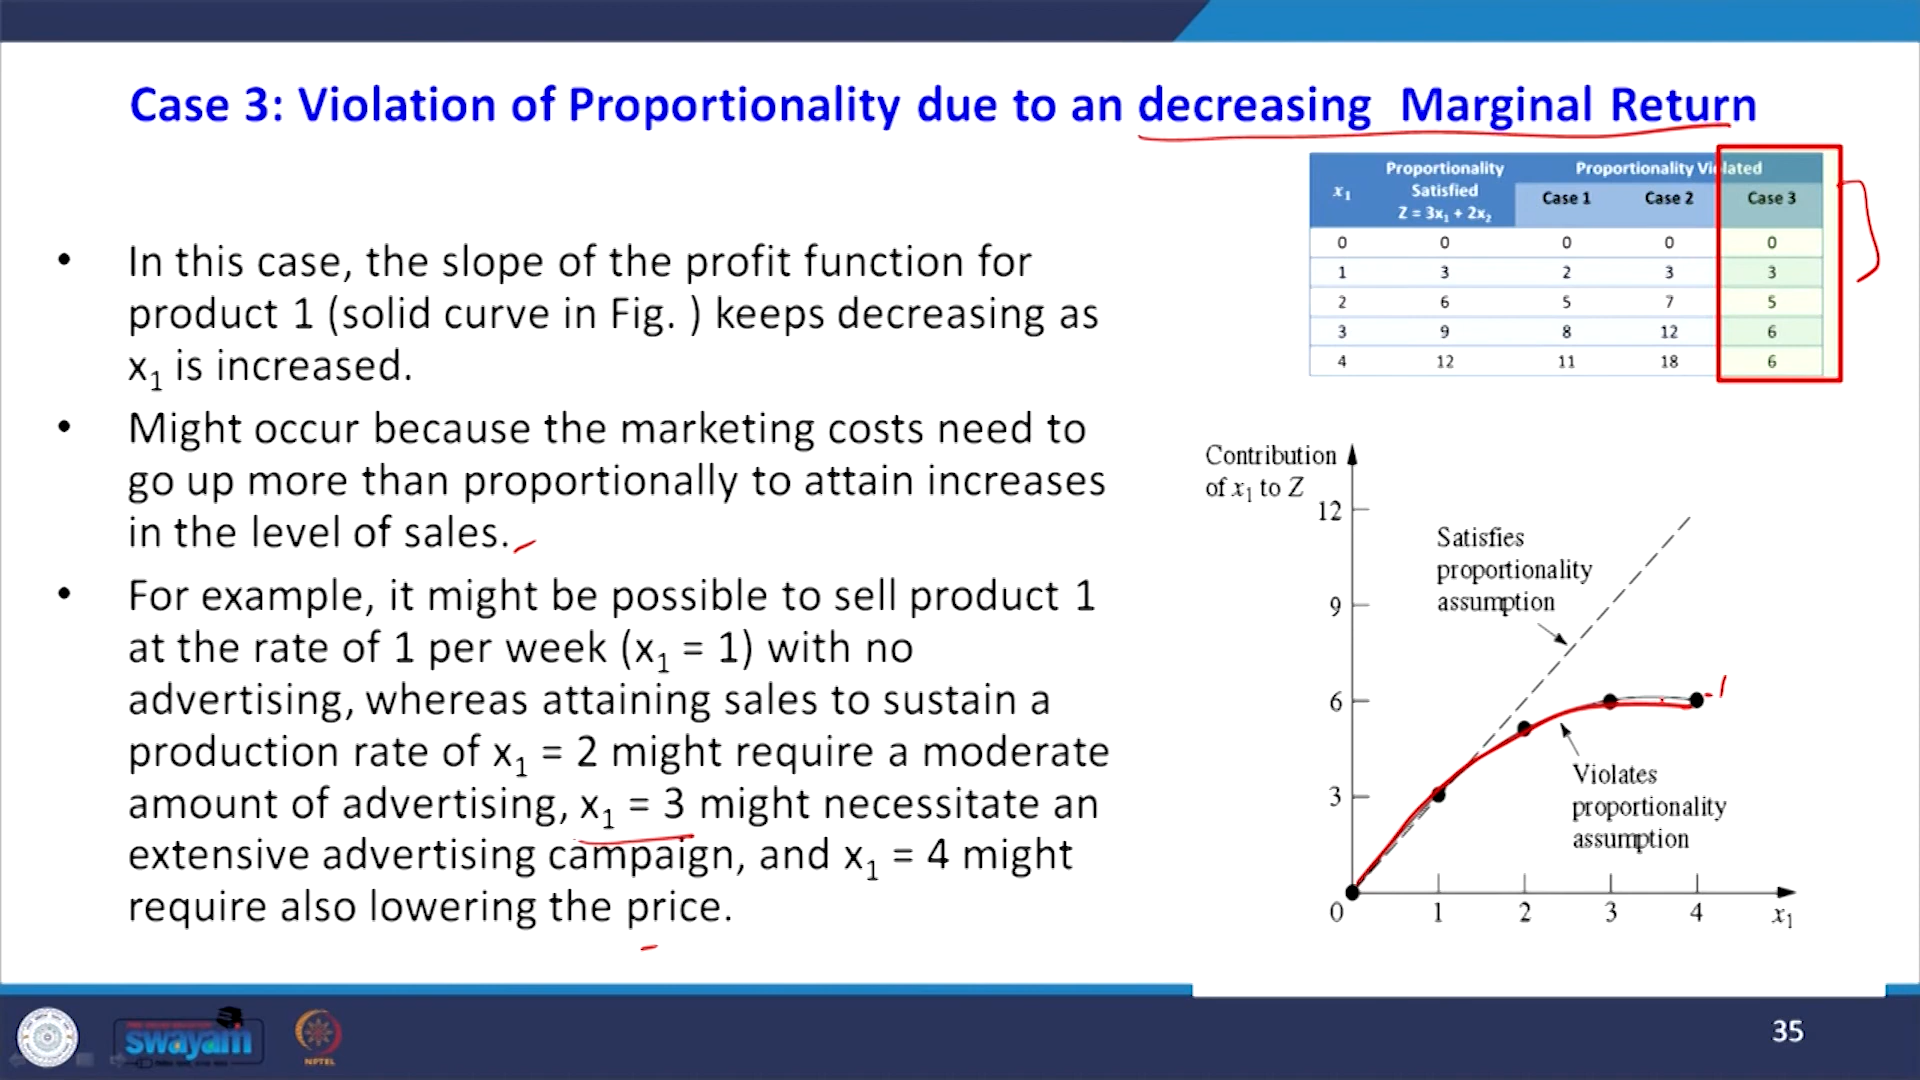 Case 3: Violation of Proportionality due to an decreasing Marginal Return
• In this case, the slope of the profit function for
product 1 (solid curve in Fig. ) keeps decreasing as
x1 is increased.
• Might occur because the marketing costs need to
go up more than proportionally to attain increases
in the level of sales.
• For example, it might be possible to sell product 1
at the rate of 1 per week (x1 = 1) with no
advertising, whereas attaining sales to sustain a
production rate of x1 = 2 might require a moderate
amount of advertising, x1 = 3 might necessitate an
extensive advertising campaign, and x1 = 4 might
require also lowering the price.
x1 Proportionality Satisfied Z = 3x1 + 2x2 Proportionality Violated
Case 1 Case 2 Case 3
0 0 0 0 0
1 3 2 3 3
2 6 5 7 5
3 9 8 12 6
4 12 11 18 6
Contribution
of x1 to Z
12
9
6
3
0 1 2 3 4 x1
Satisfies
proportionality
assumption
Violates
proportionality
assumption
swayam
NPTEL
35